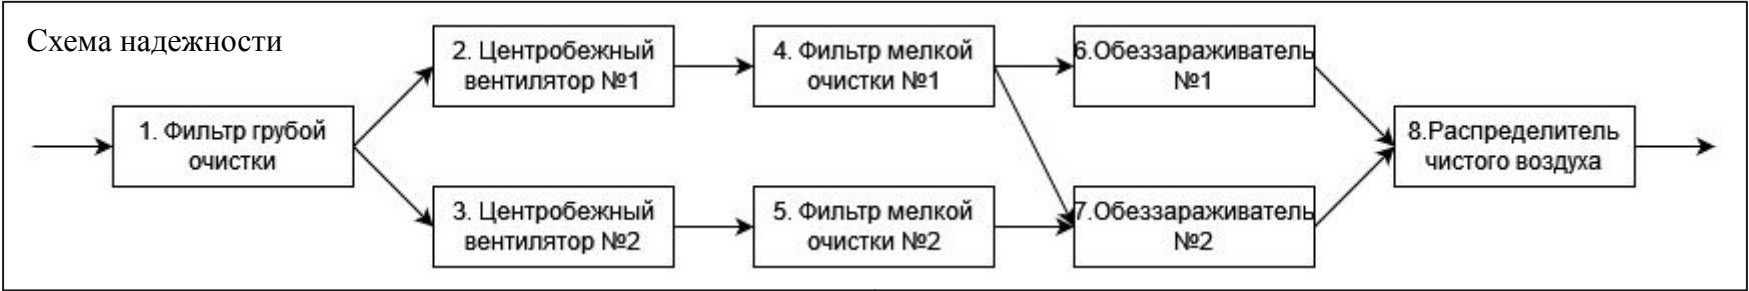 Схема надежности
2. Центробежный
вентилятор №1
4. Фильтр мелкой
очистки №1
6.Обеззараживатель
№1
1. Фильтр грубой
очистки
8.Распределитель
чистого воздуха
3. Центробежный
вентилятор №2
5. Фильтр мелкой
очистки №2
7.Обеззараживатель
№2